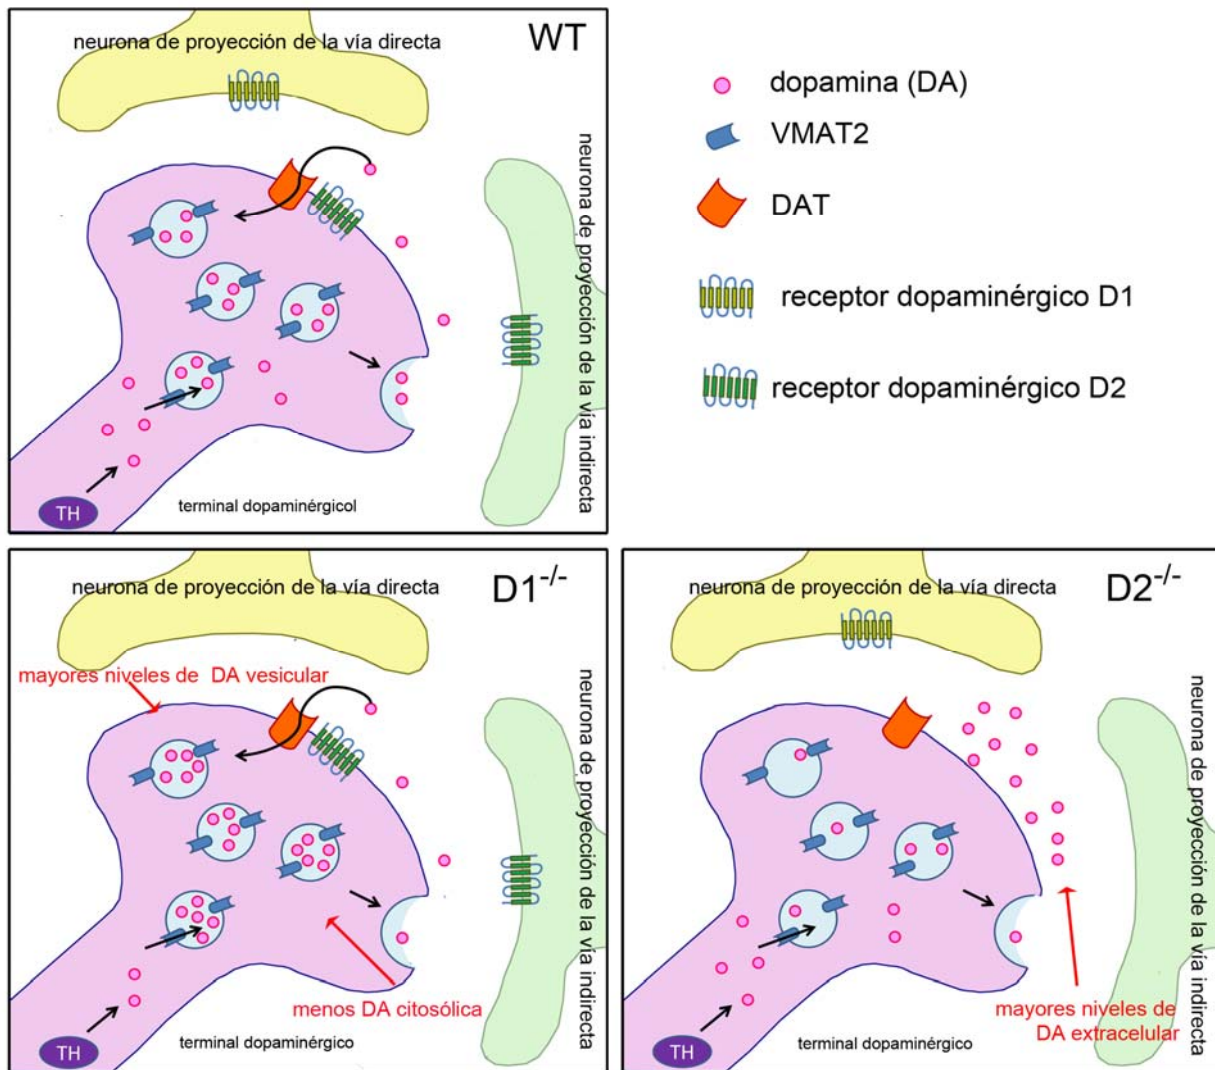 neurona de proyección de la vía directa
WT
neurona de proyección de la vía indirecta
terminal dopaminérgicol
TH
dopamina (DA)
VMAT2
DAT
receptor dopaminérgico D1
receptor dopaminérgico D2
neurona de proyección de la vía directa
D1-/-
mayores niveles de DA vesicular
neurona de proyección de la vía indirecta
menos DA citosólica
terminal dopaminérgico
TH
neurona de proyección de la vía directa
D2-/-
neurona de proyección de la vía indirecta
mayores niveles de
DA extracelular
terminal dopaminérgico
TH